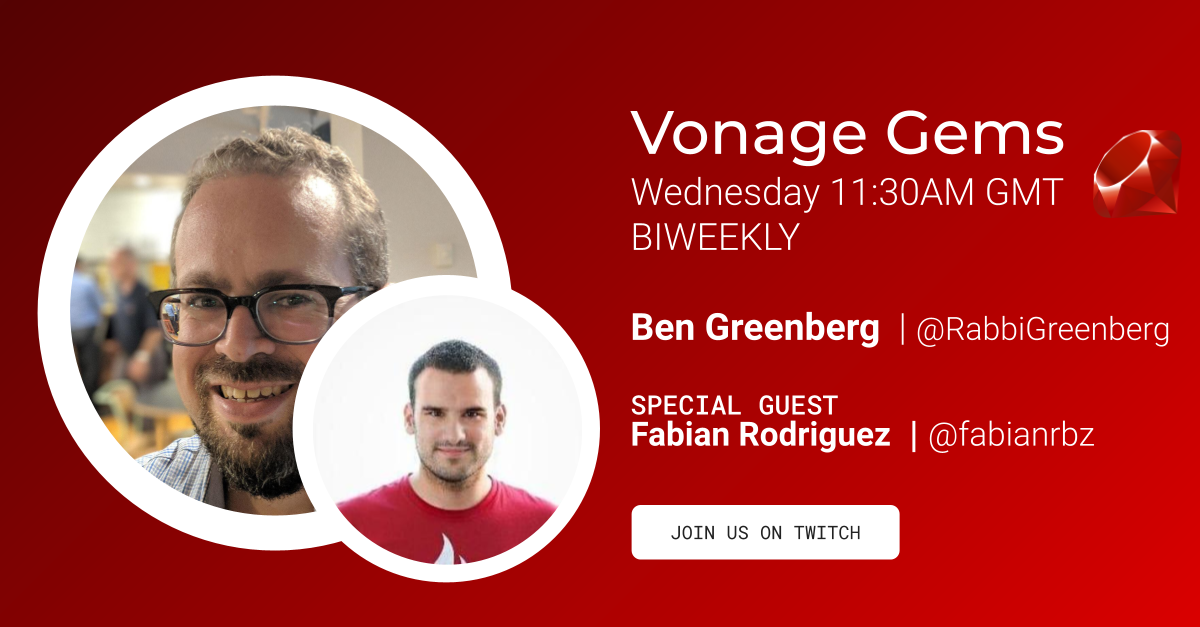 Vonage Gems
Wednesday 11:30AM GMT
BIWEEKLY
Ben Greenberg | @RabbiGreenberg
SPECIAL GUEST
Fabian Rodriguez | @fabianrbz
JOIN US ON TWITCH